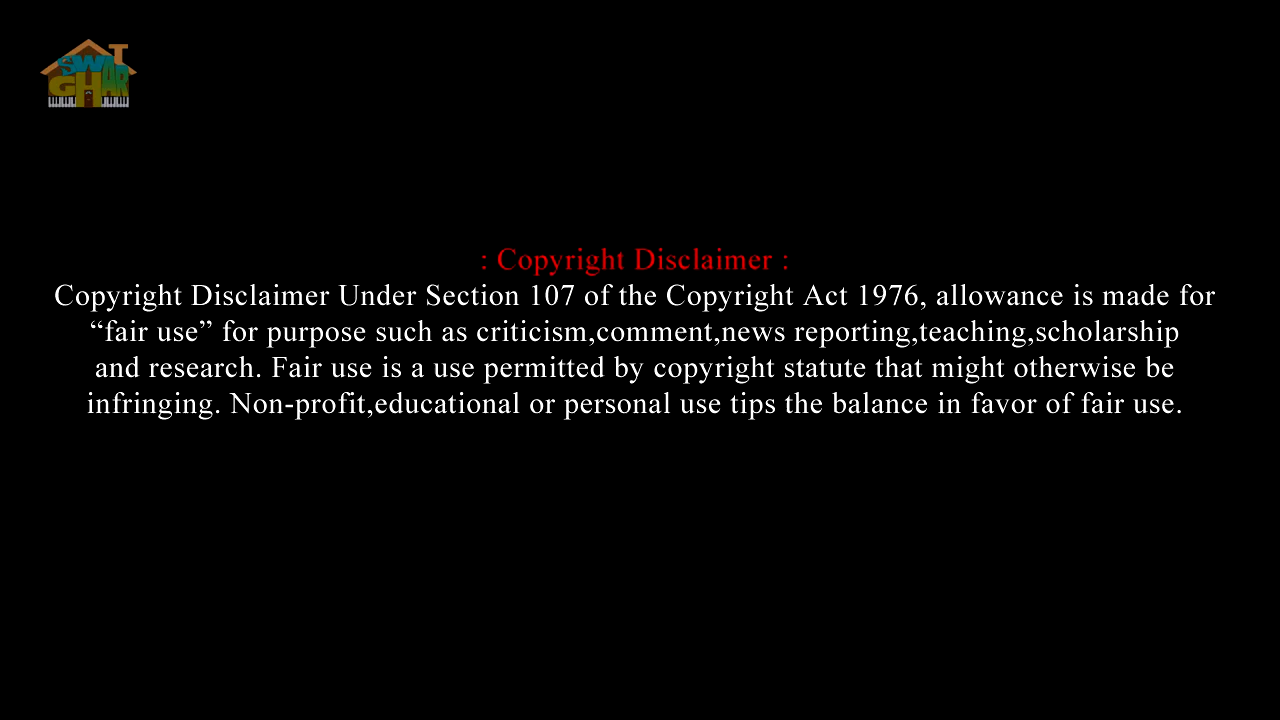 SWAT
GHAR
: Copyright Disclaimer :
Copyright Disclaimer Under Section 107 of the Copyright Act 1976, allowance is made for
“fair use” for purpose such as criticism,comment,news reporting,teaching,scholarship
and research. Fair use is a use permitted by copyright statute that might otherwise be
infringing. Non-profit,educational or personal use tips the balance in favor of fair use.